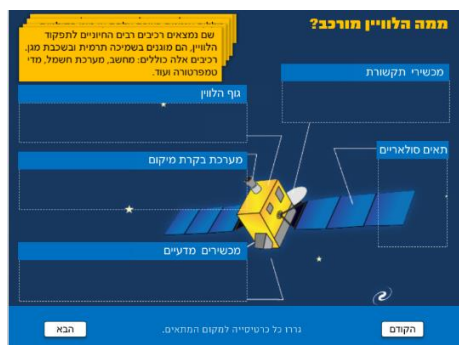 ממה הלוויין מורכב?
שם נמצאים רכיבים רבים החיוניים לתפקוד
הלוויין, הם מוגנים בשמיכה תרמית ובשכבת מגן.
רכיבים אלה כוללים: מחשב, מערכת חשמל, מדי
טמפרטורה ועוד.
מכשירי תקשורת
גוף הלווין
תאים סולאריים
מערכת בקרת מיקום
מכשירים מדעיים
הקודם
גררו כל כרטיסייה למקום המתאים.
הבא